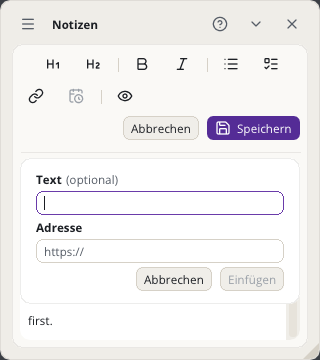 Notizen
H1 H2 B I
Abbrechen Speichern
Text (optional)
Adresse
https://
Abbrechen Einfügen
first.